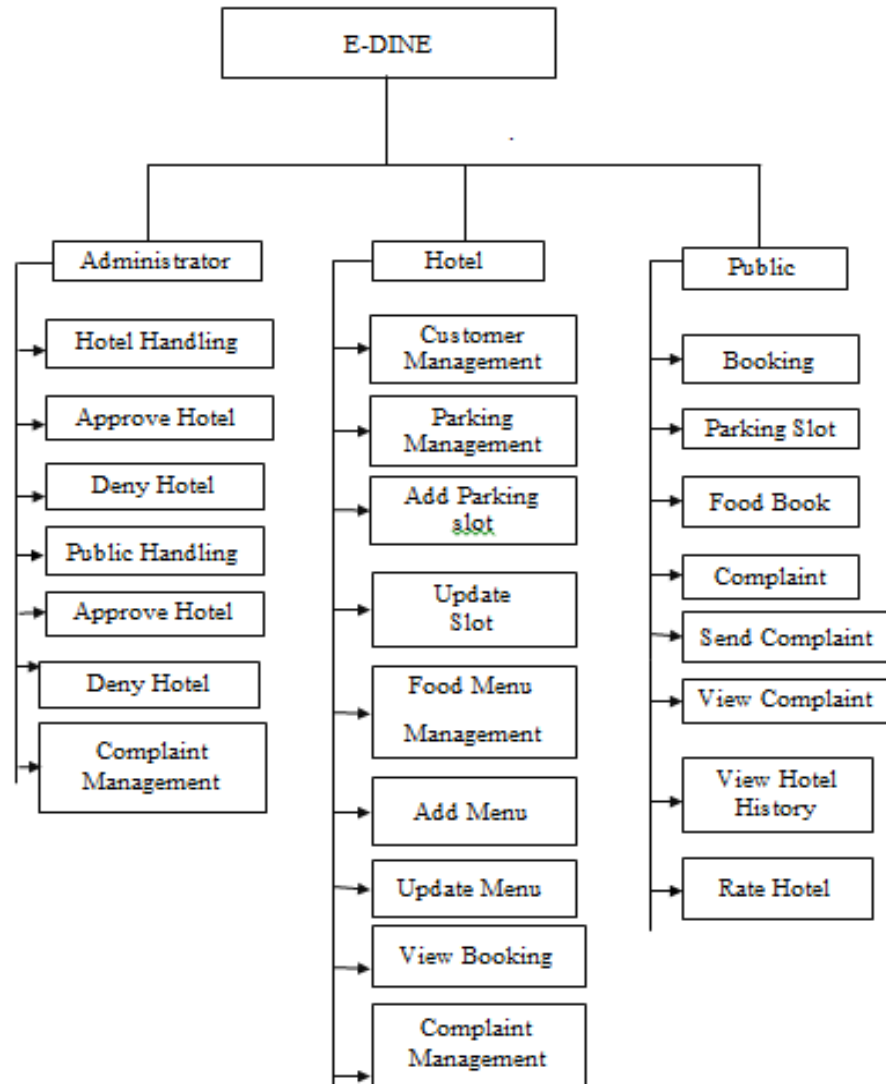 E-DINE
Administrator
Hotel Handling
Approve Hotel
Deny Hotel
Public Handling
Approve Hotel
Deny Hotel
Complaint
Management
Hotel
Customer
Management
Parking
Management
Add Parking
slot
Update
Slot
Food Menu
Management
Add Menu
Update Menu
View Booking
Complaint
Management
Public
Booking
Parking Slot
Food Book
Complaint
Send Complaint
View Complaint
View Hotel
History
Rate Hotel